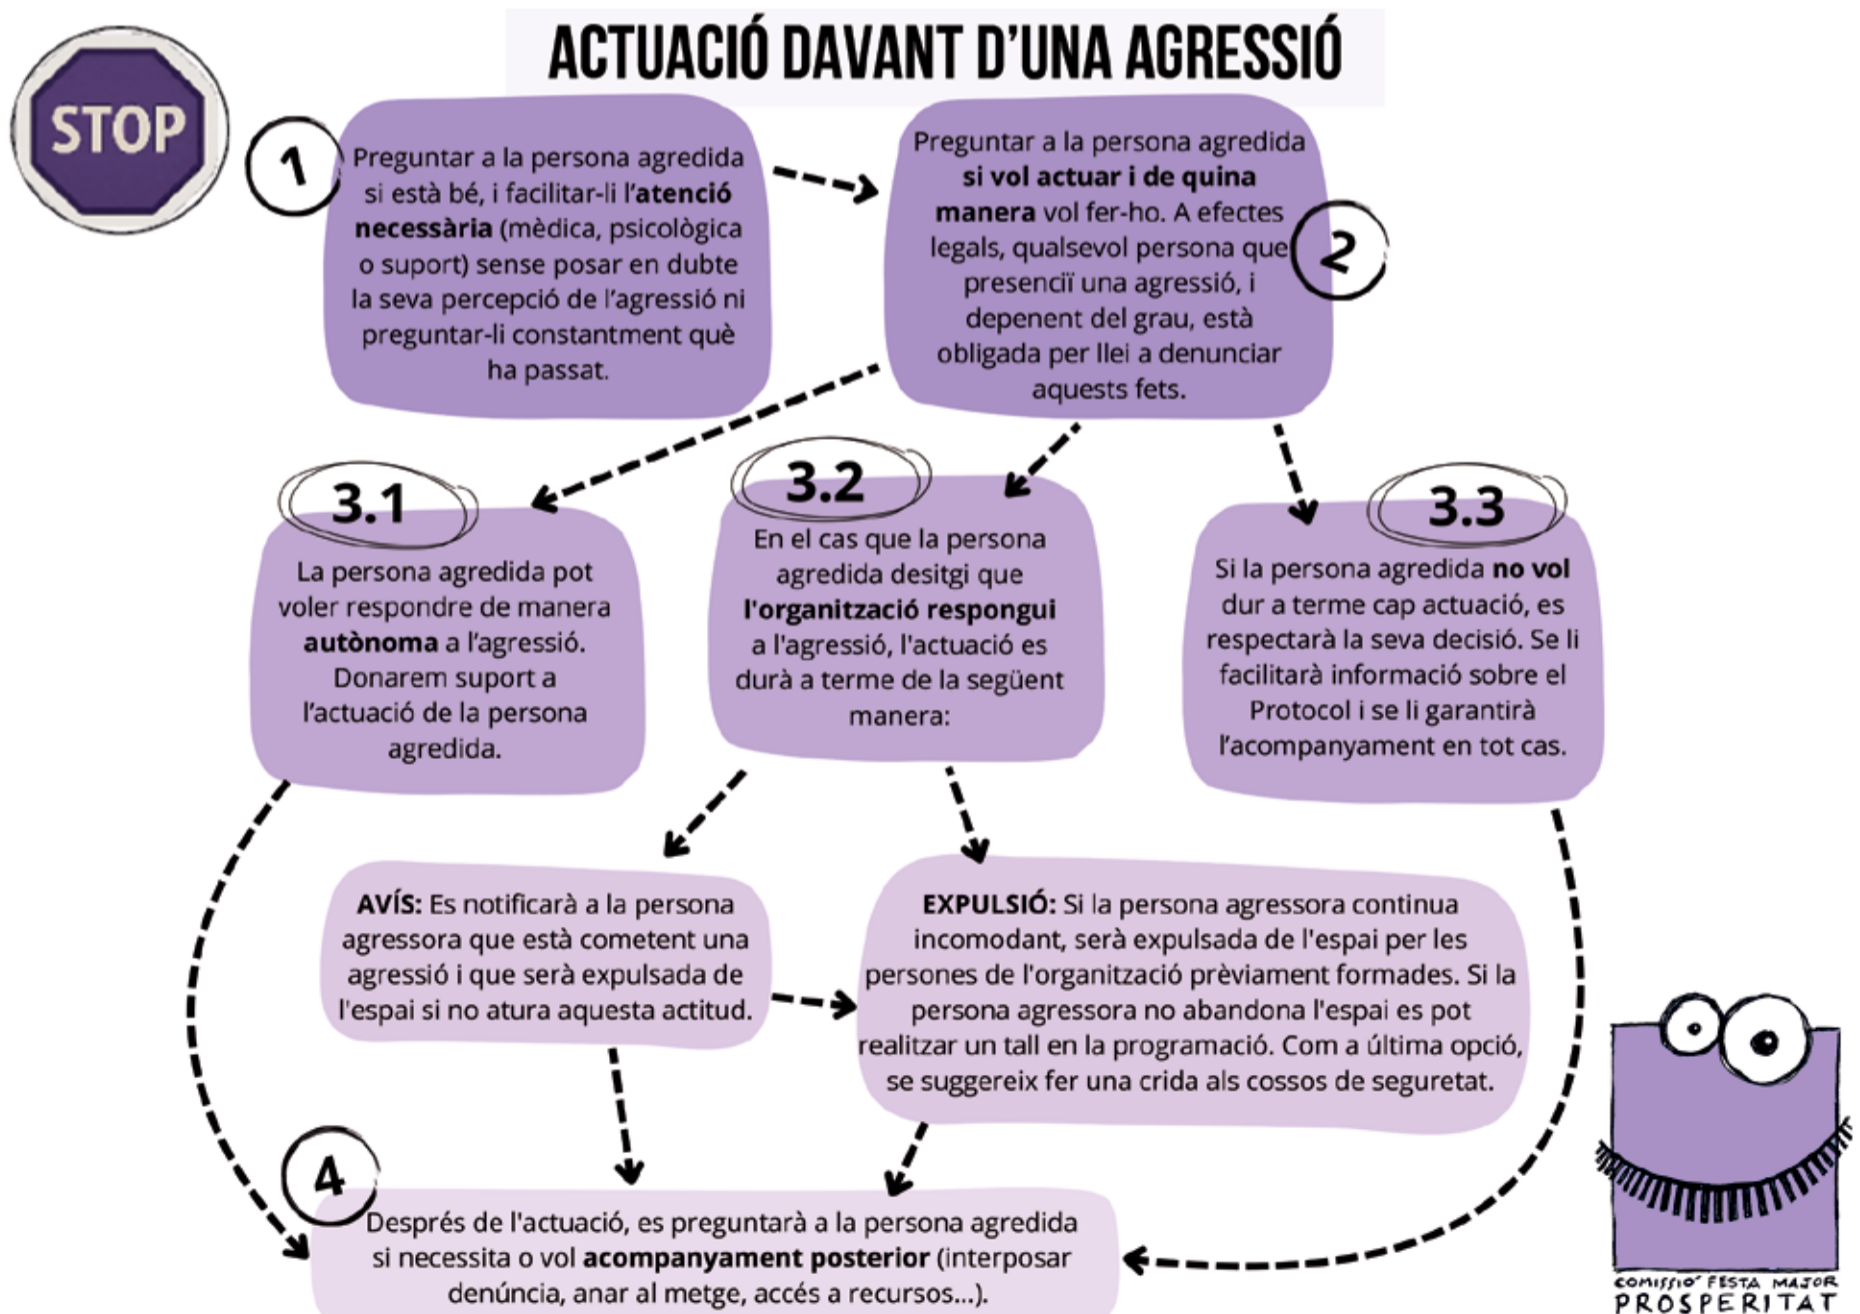 STOP
ACTUACIÓ DAVANT D'UNA AGRESSIÓ
1
Preguntar a la persona agredida
si està bé, i facilitar-li l'atenció
necessària (mèdica, psicològica
o suport) sense posar en dubte
la seva percepció de l'agressió ni
preguntar-li constantment què
ha passat.
2
Preguntar a la persona agredida
si vol actuar i de quina
manera vol fer-ho. A efectes
legals, qualsevol persona que
presenciï una agressió, i
depenent del grau, està
obligada per llei a denunciar
aquests fets.
3.1
La persona agredida pot
voler respondre de manera
autònoma a l'agressió.
Donarem suport a
l'actuació de la persona
agredida.
3.2
En el cas que la persona
agredida desitgi que
l'organització respongui
a l'agressió, l'actuació es
durà a terme de la següent
manera:
3.3
Si la persona agredida no vol
dur a terme cap actuació, es
respectarà la seva decisió. Se li
facilitarà informació sobre el
Protocol i se li garantirà
l'acompanyament en tot cas.
AVÍS: Es notificarà a la persona
agressora que està cometent una
agressió i que serà expulsada de
l'espai si no atura aquesta actitud.
EXPULSIÓ: Si la persona agressora continua
incomodant, serà expulsada de l'espai per les
persones de l'organització prèviament formades. Si la
persona agressora no abandona l'espai es pot
realitzar un tall en la programació. Com a última opció,
se suggereix fer una crida als cossos de seguretat.
4
Després de l'actuació, es preguntarà a la persona agredida
si necessita o vol acompanyament posterior (interposar
denúncia, anar al metge, accés a recursos...).
COMISSIÓ FESTA MAJOR
PROSPERITAT